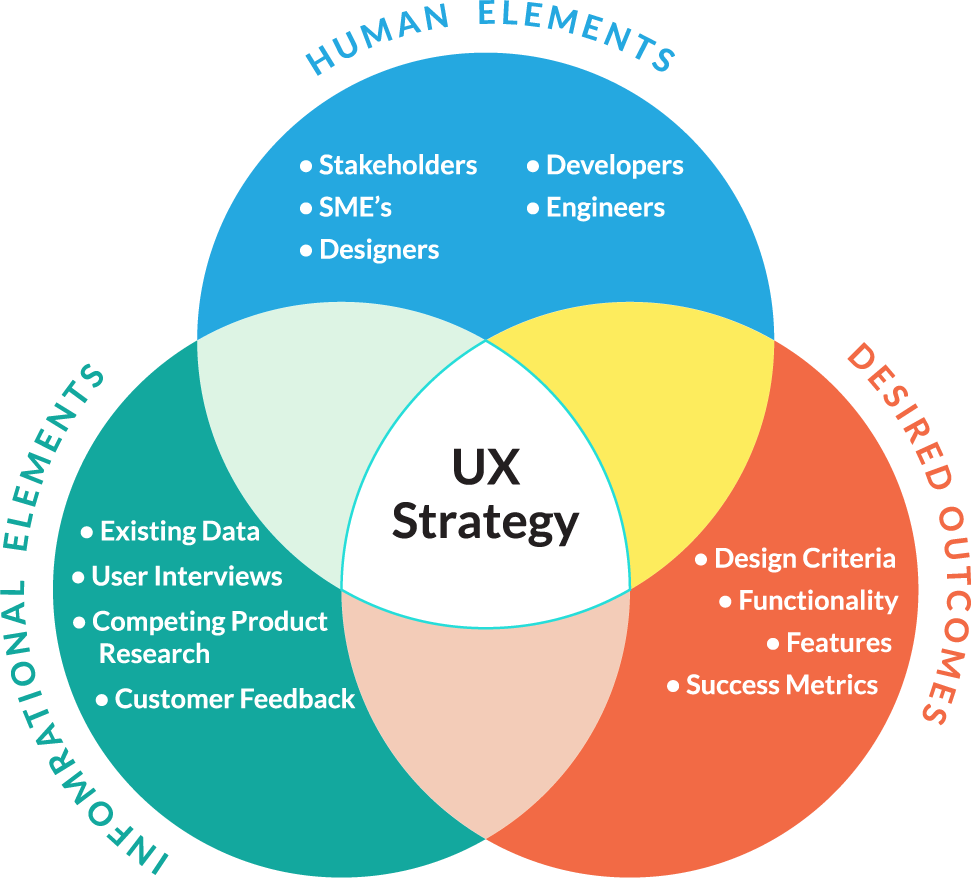 HUMAN ELEMENTS
• Stakeholders
• SME's
• Designers
• Developers
• Engineers
UX
Strategy
INFOMRATIONAL ELEMENTS
• Existing Data
• User Interviews
• Competing Product
Research
• Customer Feedback
DESIRED OUTCOMES
• Design Criteria
• Functionality
• Features
• Success Metrics